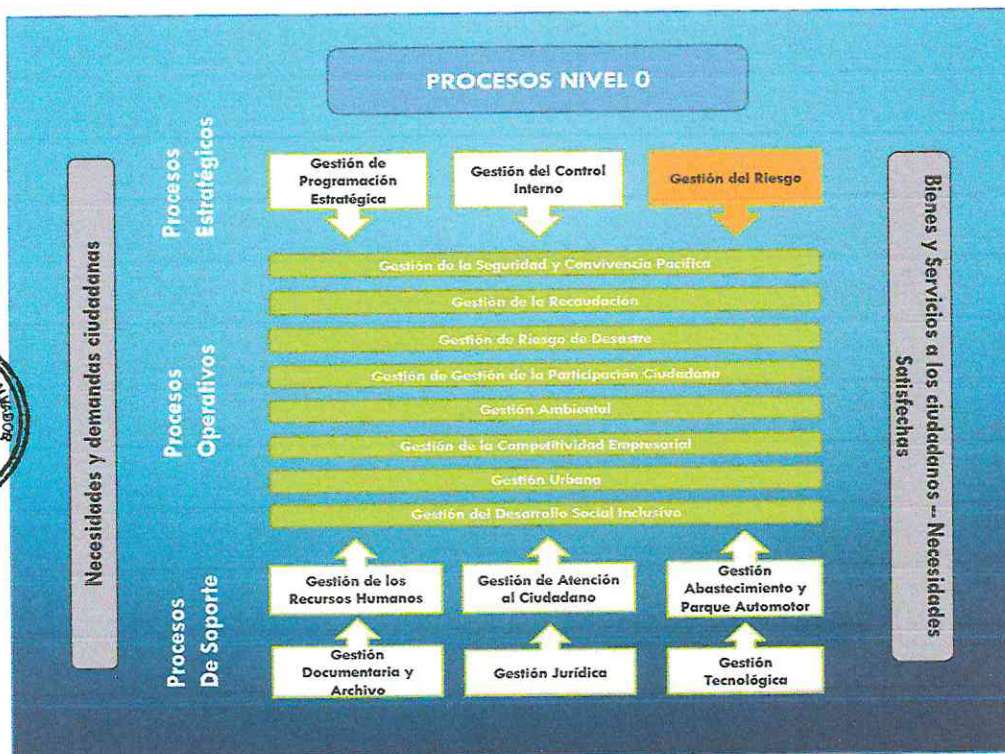 PROCESOS NIVEL 0
Necesidades y demandas ciudadanas
Procesos
Estratégicos
Gestión de
Programación
Estratégica
Gestión del Control
Interno
Gestión del Riesgo
Procesos
Operativos
Gestión de la Seguridad y Convivencia Pacífica
Gestión de la Recaudación
Gestión de Riesgo de Desastre
Gestión de Gestión de la Participación Ciudadana
Gestión Ambiental
Gestión de la Competitividad Empresarial
Gestión Urbana
Gestión del Desarrollo Social Inclusivo
Procesos
De Soporte
Gestión de los
Recursos Humanos
Gestión de Atención
al Ciudadano
Gestión
Abastecimiento y
Parque Automotor
Gestión
Documentaria y
Archivo
Gestión Jurídica
Gestión
Tecnológica
Bienes y Servicios a los ciudadanos -- Necesidades
Satisfechas